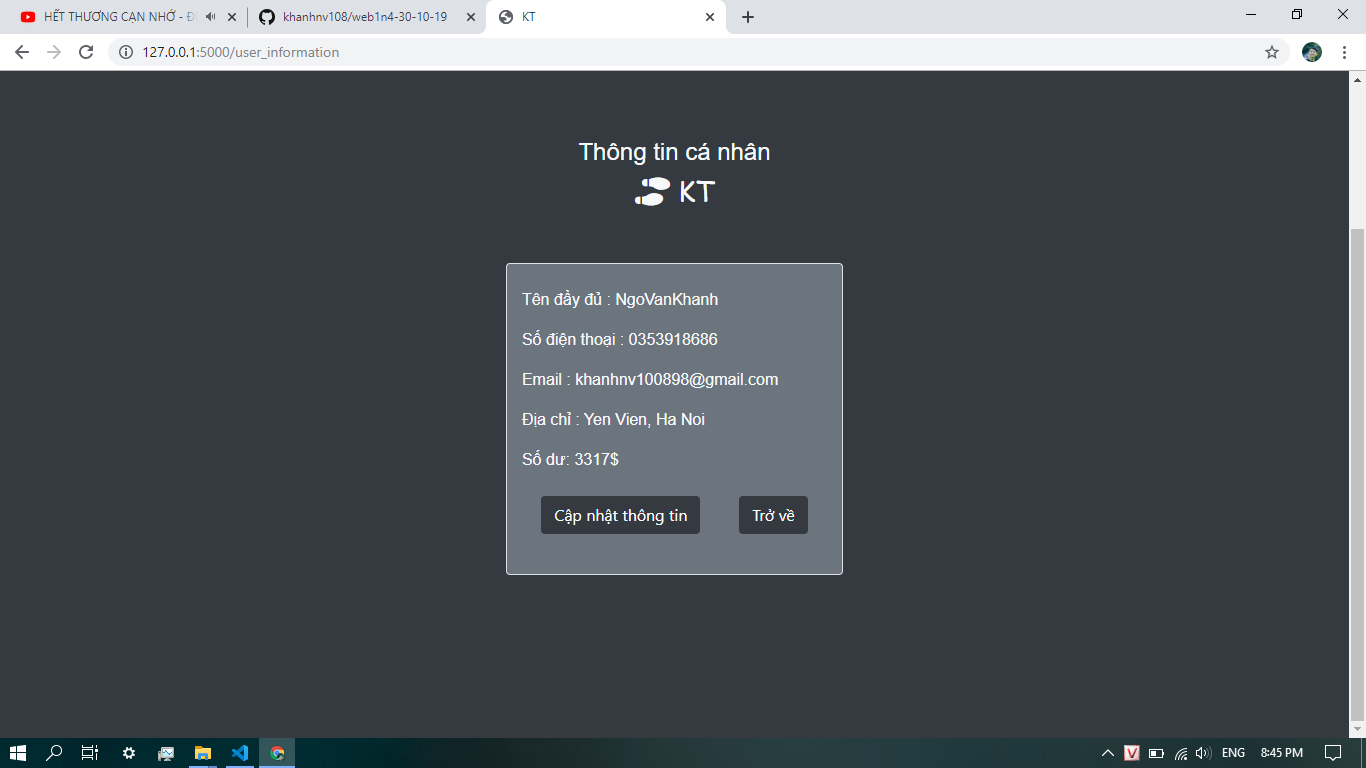 HẾT THƯƠNG CẠN NHỚ - Đ
khanhnv108/web1n4-30-10-19
KT
127.0.0.1:5000/user_information
Thông tin cá nhân
KT
Tên đầy đủ : NgoVanKhanh
Số điện thoại : 0353918686
Email : khanhnv100898@gmail.com
Địa chỉ : Yen Vien, Ha Noi
Số dư: 3317$
Cập nhật thông tin
Trở về
V
ENG
8:45 PM